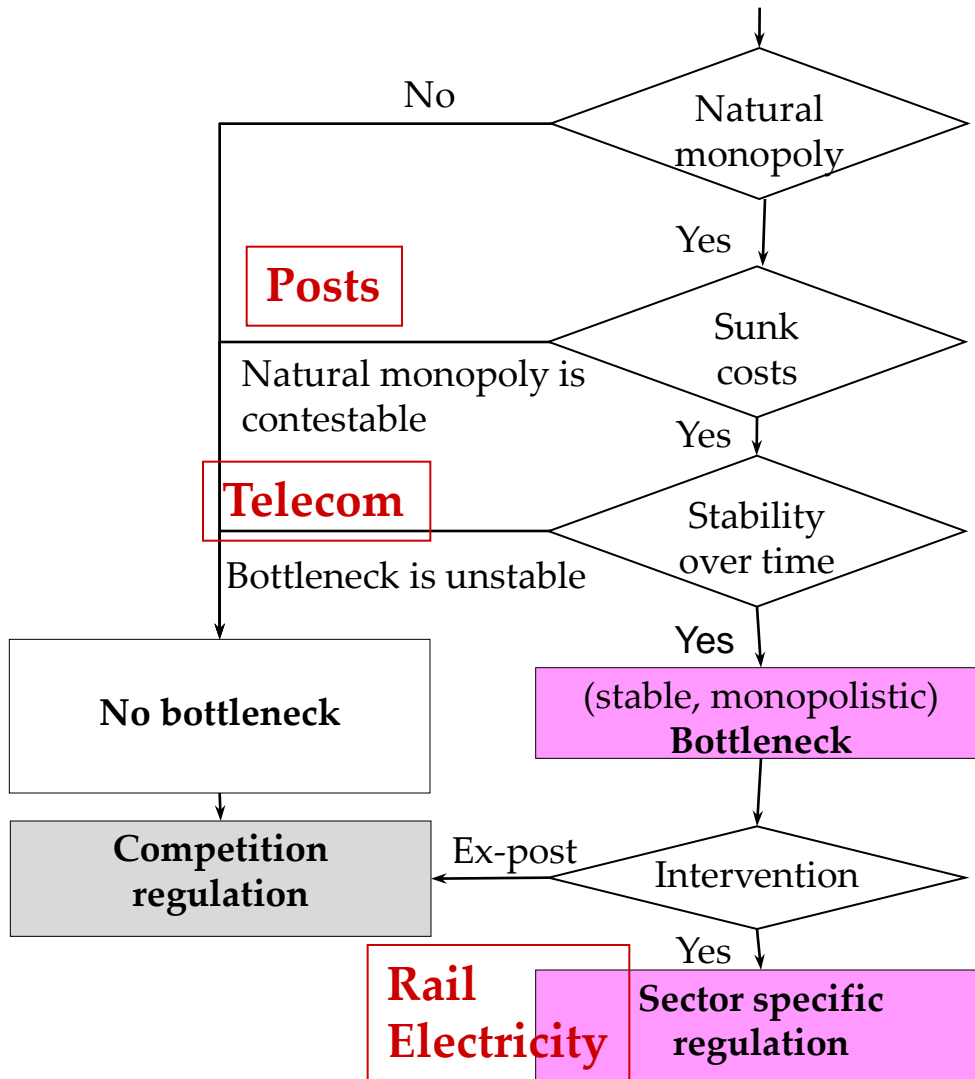 No
Natural
monopoly
Yes
Posts
Sunk
costs
Natural monopoly is
contestable
Yes
Telecom
Stability
over time
Bottleneck is unstable
Yes
No bottleneck
(stable, monopolistic)
Bottleneck
Competition
regulation
Ex-post
Intervention
Yes
Rail
Electricity
Sector specific
regulation